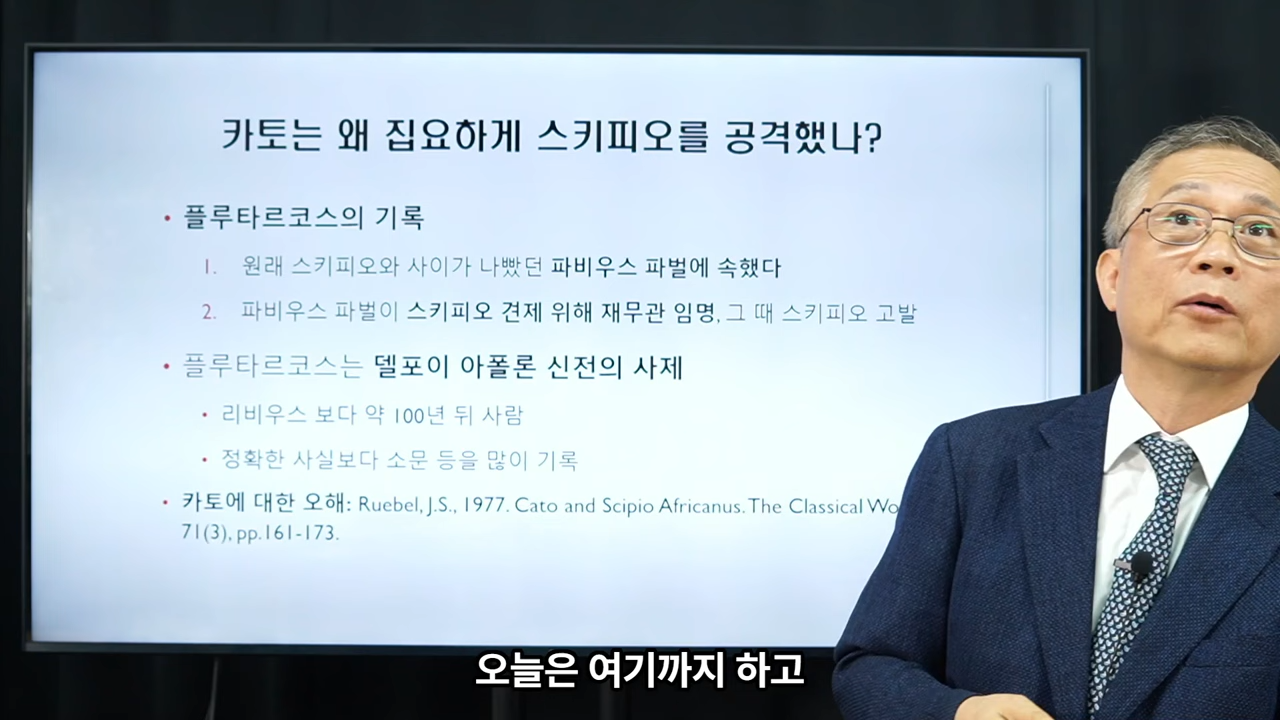 카토는 왜 집요하게 스키피오를 공격했나?
• 플루타르코스의 기록
1. 원래 스키피오와 사이가 나빴던 파비우스 파벌에 속했다
2. 파비우스 파벌이 스키피오 견제 위해 재무관 임명, 그 때 스키피오 고발
• 플루타르코스는 델포이 아폴론 신전의 사제
• 리비우스 보다 약 100년 뒤 사람
• 정확한 사실보다 소문 등을 많이 기록
• 카토에 대한 오해: Ruebel, J.S., 1977. Cato and Scipio Africanus. The Classical
71(3), pp.161-173.
오늘은 여기까지 하고